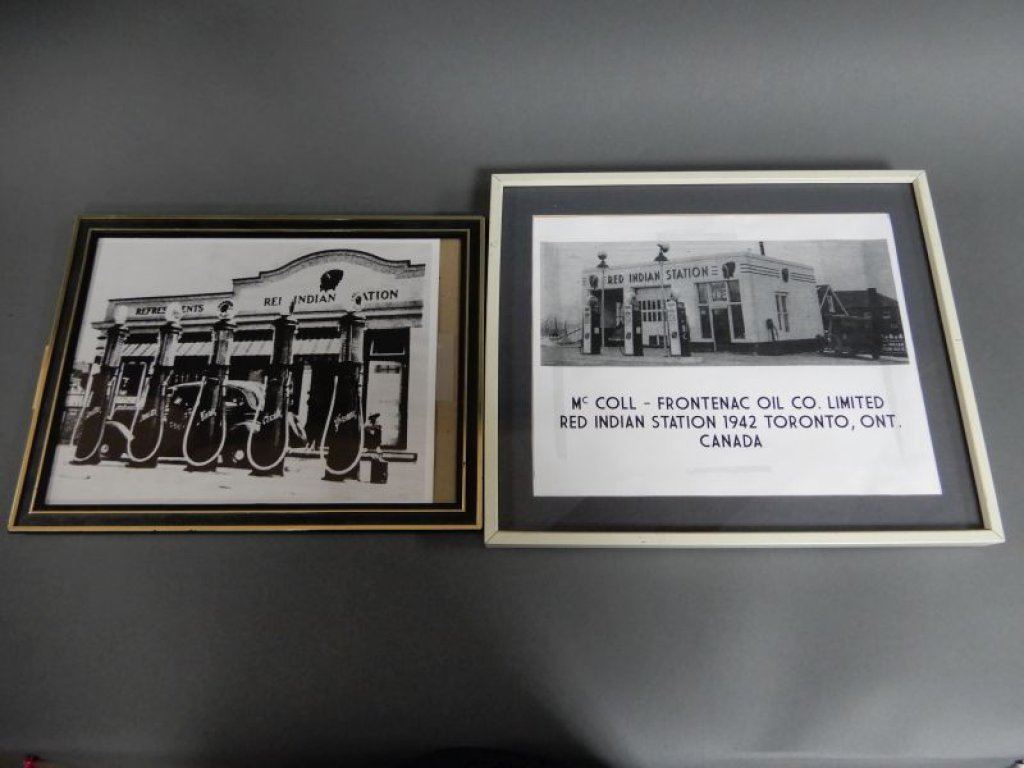 REFRESHMENTS
RED INDIAN STATION
RED INDIAN STATION
Mc COLL - FRONTENAC OIL CO. LIMITED
RED INDIAN STATION 1942 TORONTO, ONT.
CANADA